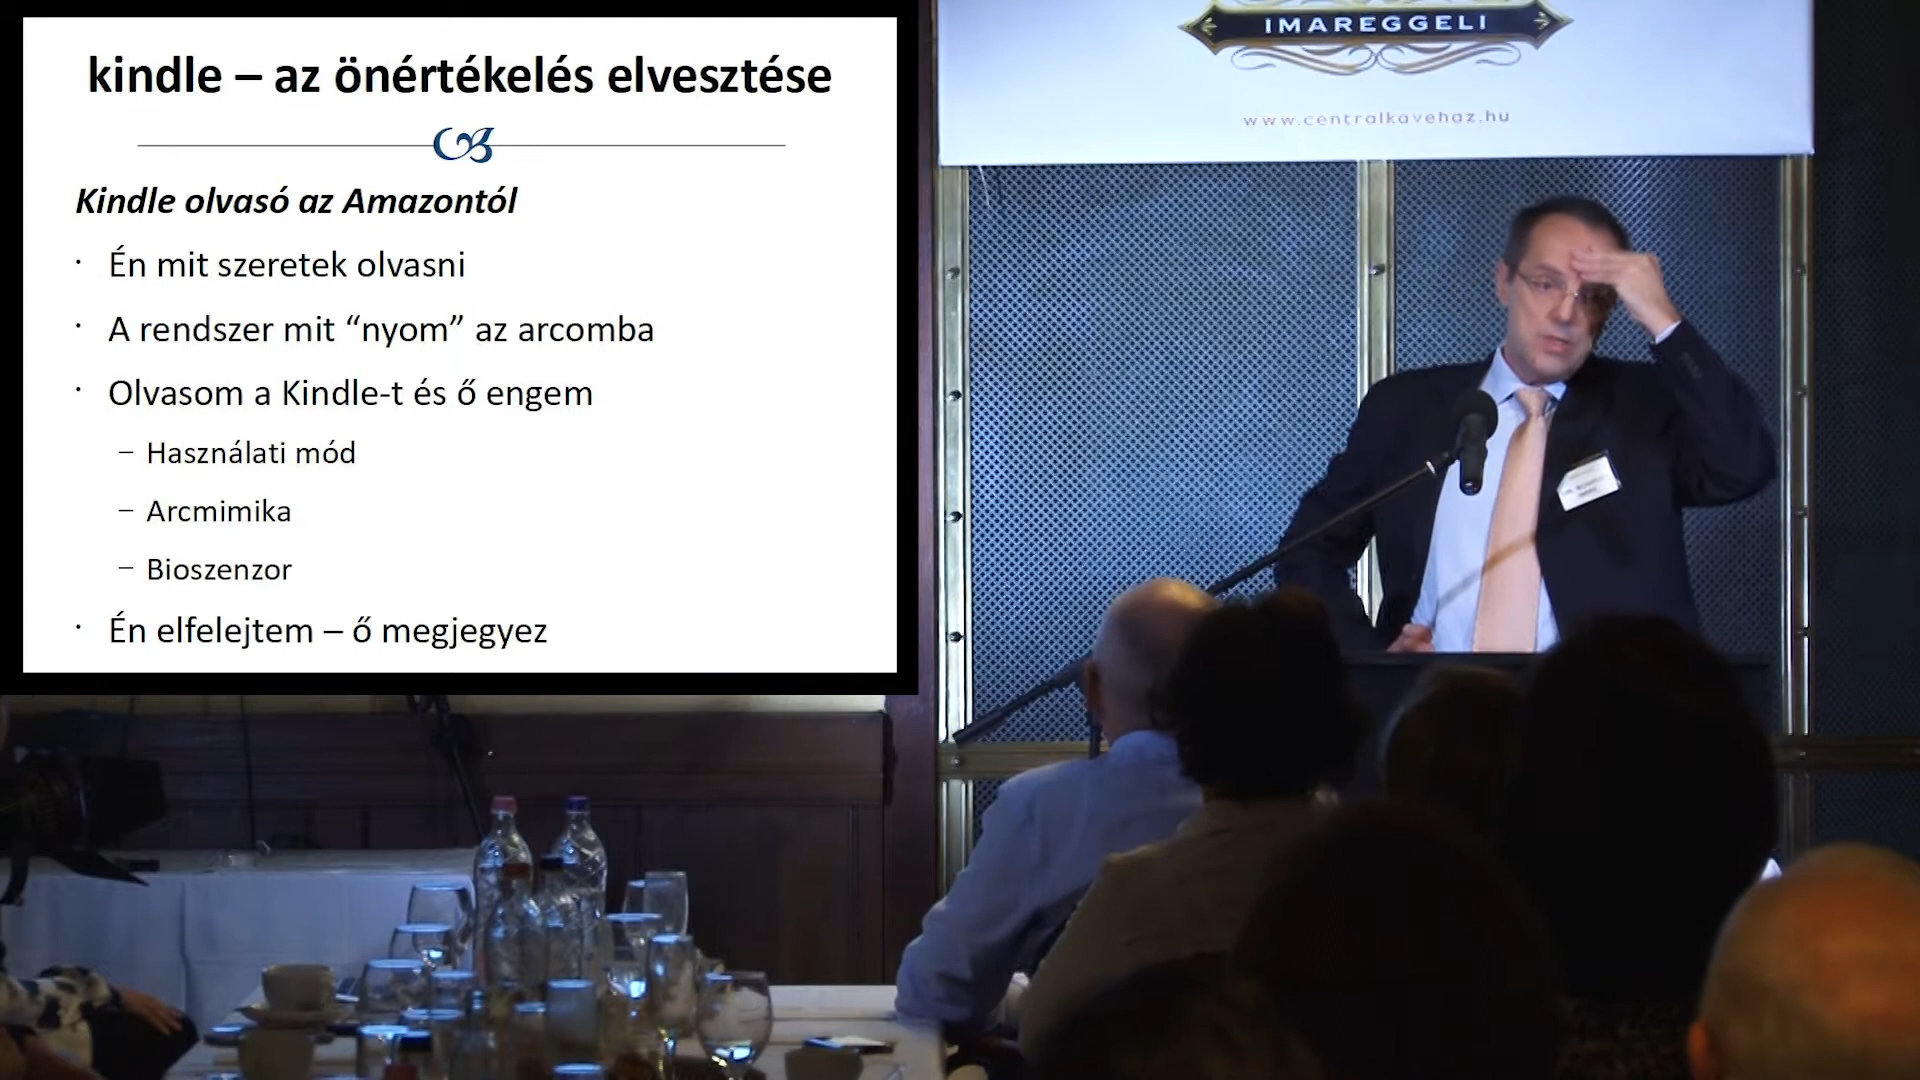 kindle – az önértékelés elvesztése
Kindle olvasó az Amazontól
· Én mit szeretek olvasni
· A rendszer mit “nyom” az arcomba
· Olvasom a Kindle-t és ő engem
– Használati mód
– Arcmimika
– Bioszenzor
· Én elfelejtem – ő megjegyez
IMAREGGELI
www.centralkavehaz.hu